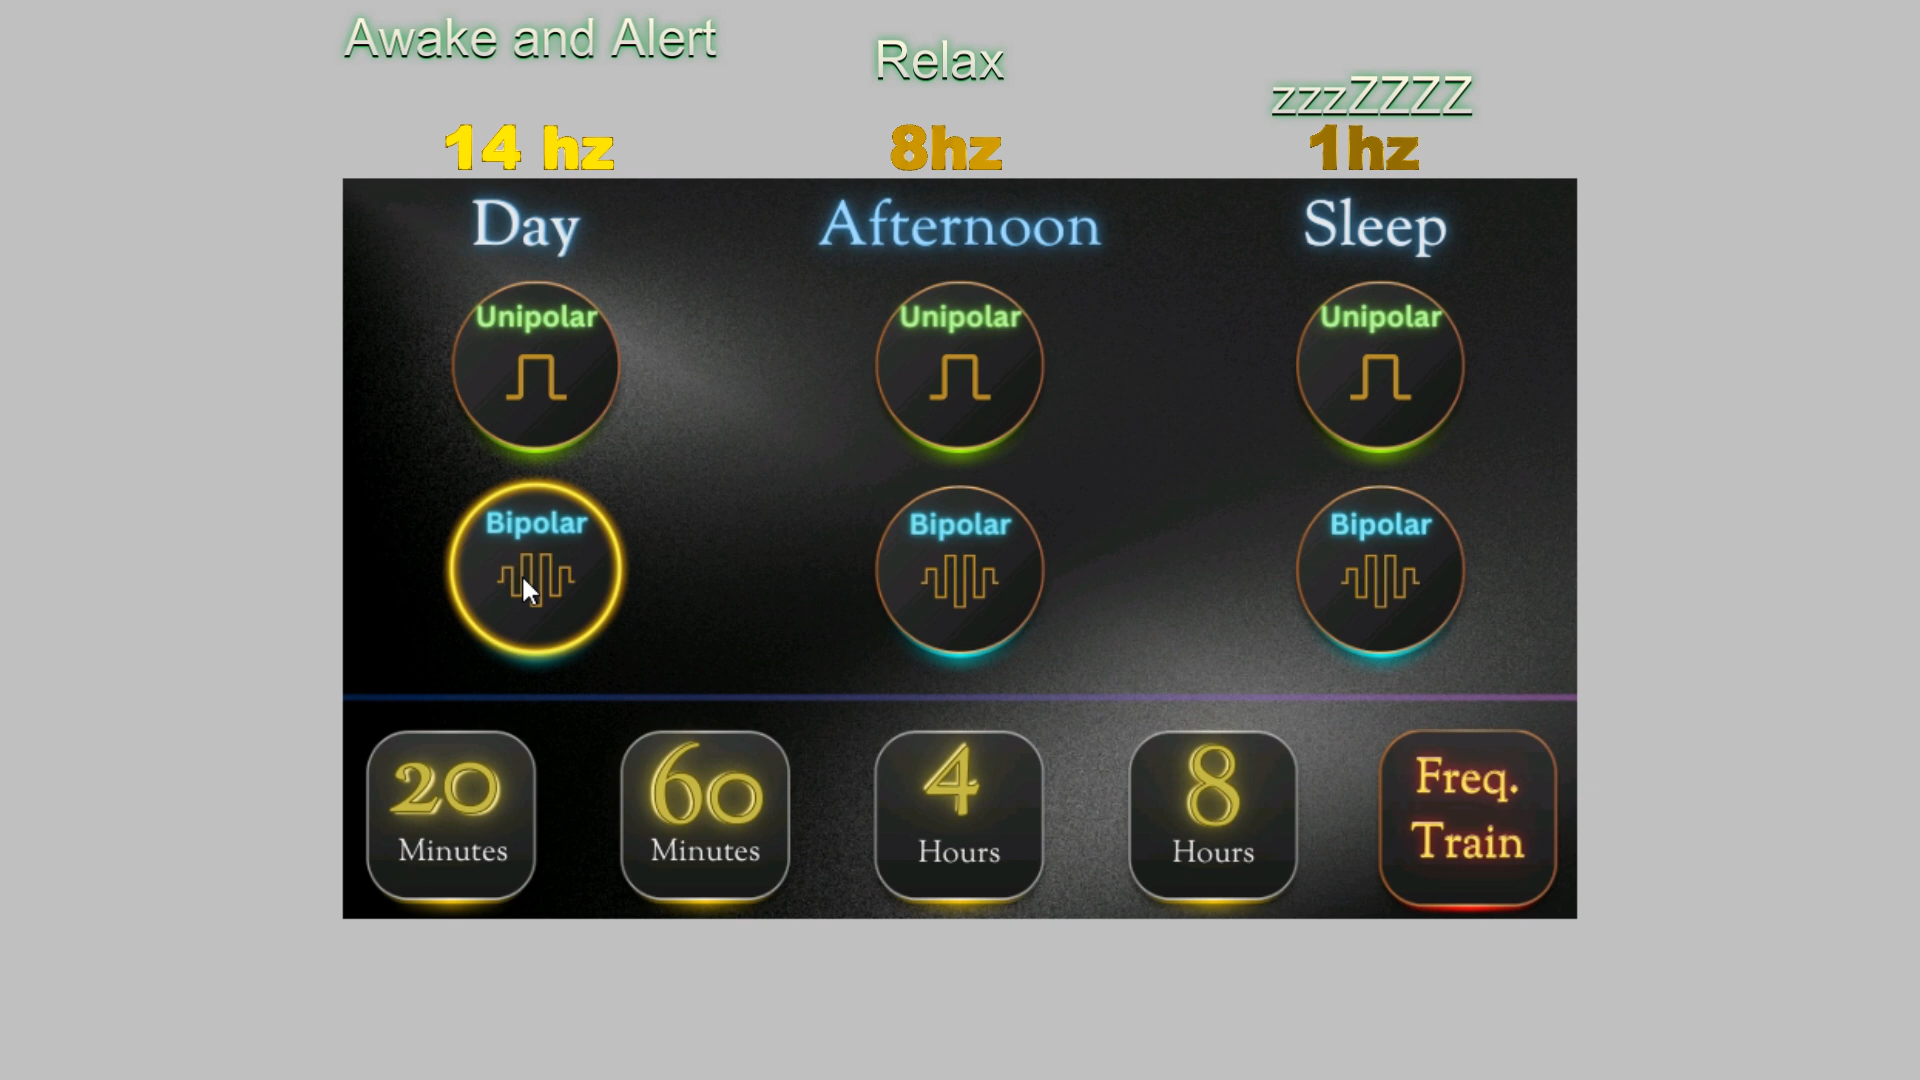 Awake and Alert
Relax
zzzZZZZ
14 hz
8hz
1hz
Day
Afternoon
Sleep
Unipolar
Unipolar
Unipolar
Bipolar
Bipolar
Bipolar
20
Minutes
60
Minutes
4
Hours
8
Hours
Freq.
Train